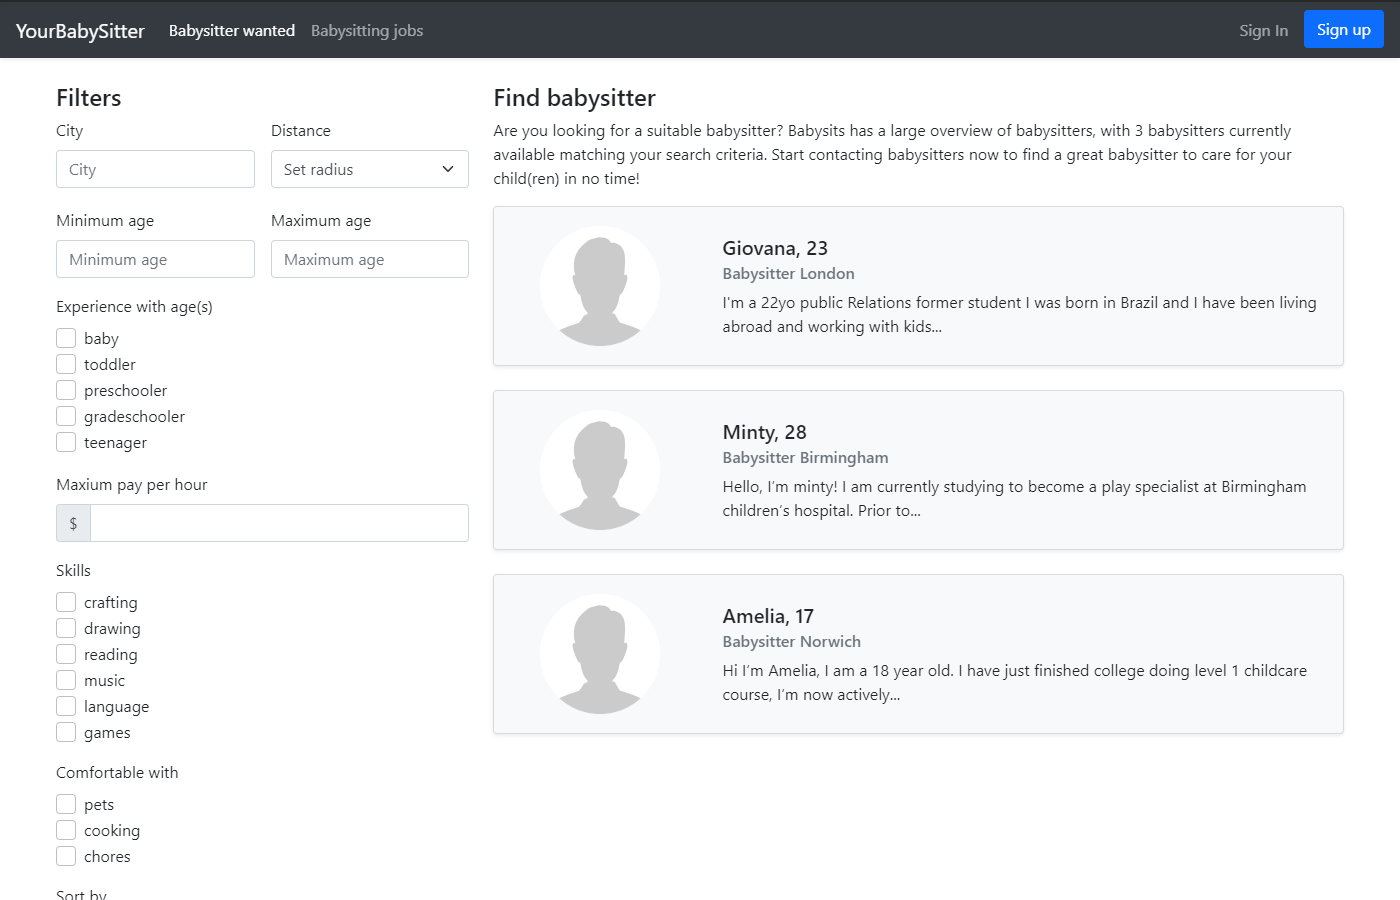 YourBabySitter Babysitter wanted Babysitting jobs Sign In Sign up
Filters
City Distance
City Set radius
Minimum age Maximum age
Minimum age Maximum age
Experience with age(s)
baby
toddler
preschooler
gradeschooler
teenager
Maxium pay per hour
$
Skills
crafting
drawing
reading
music
language
games
Comfortable with
pets
cooking
chores
Sort by
Find babysitter
Are you looking for a suitable babysitter? Babysits has a large overview of babysitters, with 3 babysitters currently
available matching your search criteria. Start contacting babysitters now to find a great babysitter to care for your
child(ren) in no time!
Giovana, 23
Babysitter London
I'm a 22yo public Relations former student I was born in Brazil and I have been living
abroad and working with kids...
Minty, 28
Babysitter Birmingham
Hello, I’m minty! I am currently studying to become a play specialist at Birmingham
children’s hospital. Prior to...
Amelia, 17
Babysitter Norwich
Hi I’m Amelia, I am a 18 year old. I have just finished college doing level 1 childcare
course, I’m now actively...